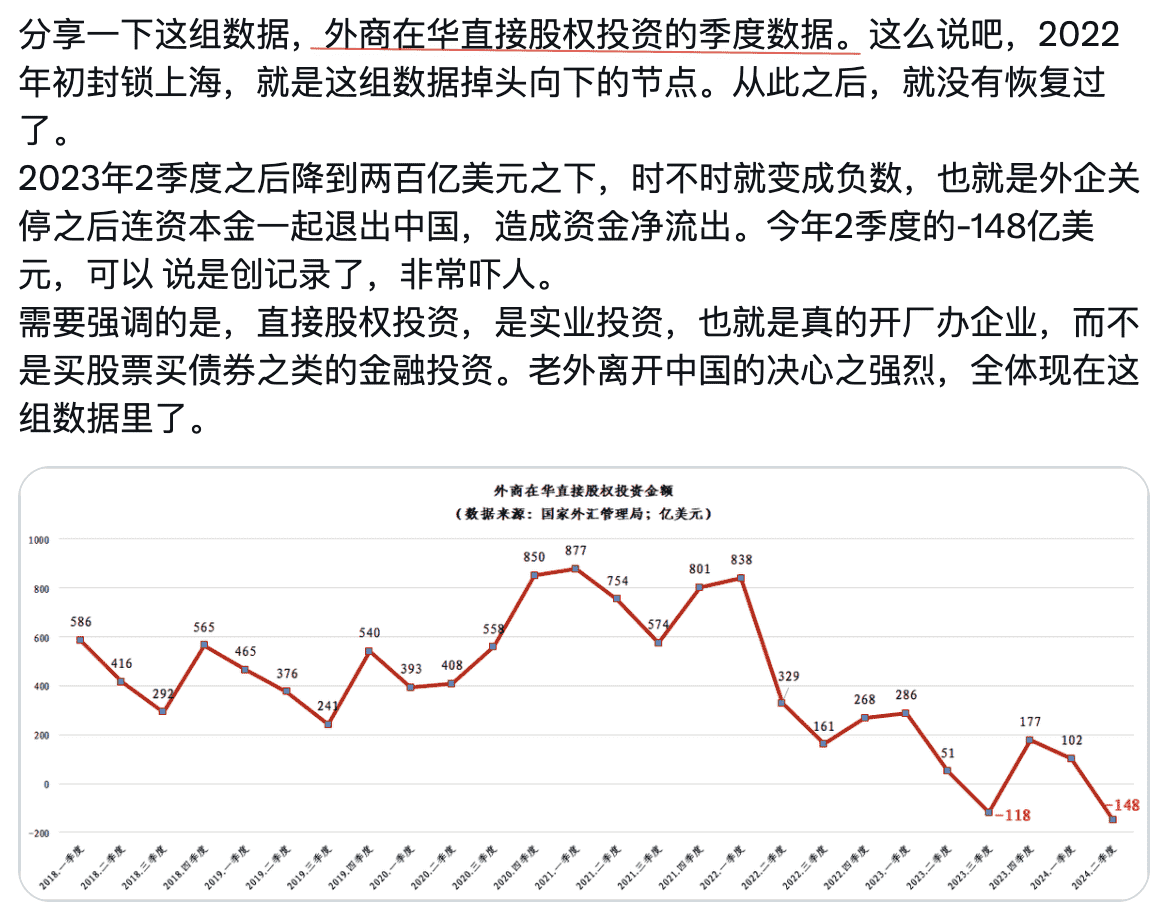 分享一下这组数据，外商在华直接股权投资的季度数据。这么说吧，2022
年初封锁上海，就是这组数据掉头向下的节点。从此之后，就没有恢复过
了。
2023年2季度之后降到两百亿美元之下，时不时就变成负数，也就是外企关
停之后连资本金一起退出中国，造成资金净流出。今年2季度的-148亿美
元，可以 说是创记录了，非常吓人。
需要强调的是，直接股权投资，是实业投资，也就是真的开厂办企业，而不
是买股票买债券之类的金融投资。老外离开中国的决心之强烈，全体现在这
组数据里了。
外商在华直接股权投资金额
（数据来源：国家外汇管理局；亿美元）
1000
800
600
400
200
0
-200
586
416
292
565
465
376
241
540
393
408
558
850
877
754
574
801
838
329
161
268
286
51
-118
177
102
-148
2018.一季度
2018.二季度
2018.三季度
2018.四季度
2019.一季度
2019.二季度
2019.三季度
2019.四季度
2020.一季度
2020.二季度
2020.三季度
2020.四季度
2021.一季度
2021.二季度
2021.三季度
2021.四季度
2022.一季度
2022.二季度
2022.三季度
2022.四季度
2023.一季度
2023.二季度
2023.三季度
2023.四季度
2024.一季度
2024.二季度